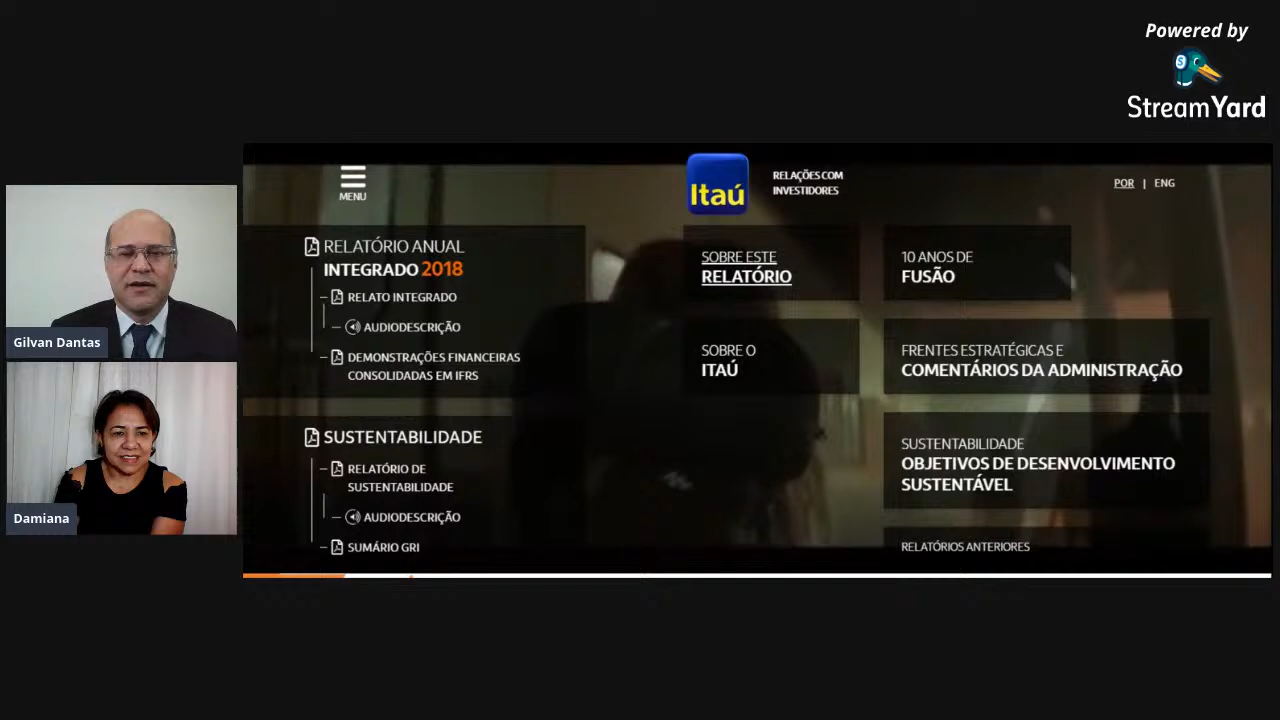 Powered by
StreamYard
Gilvan Dantas
Damiana
MENU
Itaú
RELAÇÕES COM
INVESTIDORES
POR | ENG
RELATÓRIO ANUAL
INTEGRADO 2018
RELATO INTEGRADO
AUDIODESCRIÇÃO
DEMONSTRAÇÕES FINANCEIRAS
CONSOLIDADAS EM IFRS
SUSTENTABILIDADE
RELATÓRIO DE
SUSTENTABILIDADE
AUDIODESCRIÇÃO
SUMÁRIO GRI
SOBRE ESTE
RELATÓRIO
10 ANOS DE
FUSÃO
SOBRE O
ITAÚ
FRENTES ESTRATÉGICAS E
COMENTÁRIOS DA ADMINISTRAÇÃO
SUSTENTABILIDADE
OBJETIVOS DE DESENVOLVIMENTO
SUSTENTÁVEL
RELATÓRIOS ANTERIORES